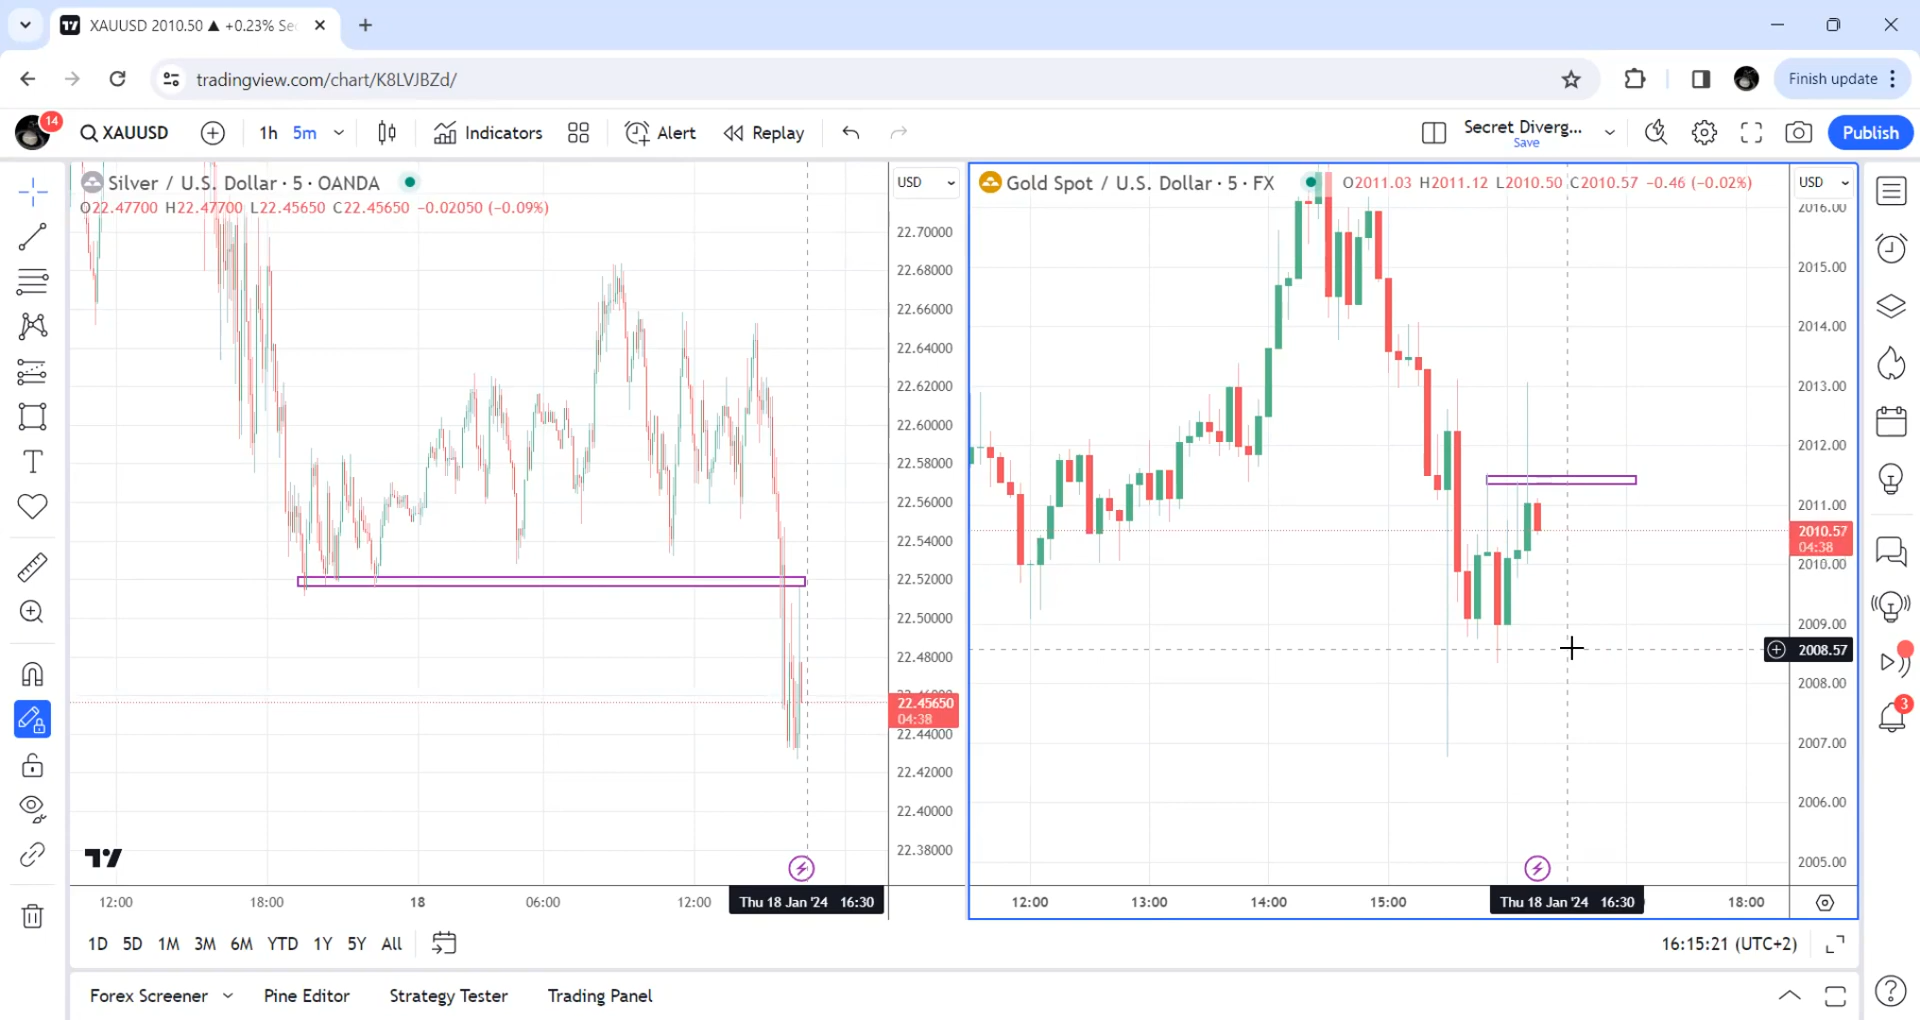 XAUUSD 2010.50 ▲ +0.23% Se
tradingview.com/chart/K8LVJBZd/
Finish update
14
XAUUSD
1h 5m
Indicators
Alert
Replay
Secret Diverg...
Save
Publish
Silver / U.S. Dollar · 5 · OANDA
O22.47700 H22.47700 L22.45650 C22.45650 −0.02050 (−0.09%)
USD
22.70000
22.68000
22.66000
22.64000
22.62000
22.60000
22.58000
22.56000
22.54000
22.52000
22.50000
22.48000
22.46000
22.45650
04:38
22.44000
22.42000
22.40000
22.38000
12:00
18:00
18
06:00
12:00
Thu 18 Jan '24 16:30
Gold Spot / U.S. Dollar · 5 · FX
O2011.03 H2011.12 L2010.50 C2010.57 −0.46 (−0.02%)
USD
2016.00
2015.00
2014.00
2013.00
2012.00
2011.00
2010.57
04:38
2010.00
2009.00
2008.57
2008.00
2007.00
2006.00
2005.00
12:00
13:00
14:00
15:00
Thu 18 Jan '24 16:30
18:00
3
1D 5D 1M 3M 6M YTD 1Y 5Y All
16:15:21 (UTC+2)
Forex Screener
Pine Editor
Strategy Tester
Trading Panel